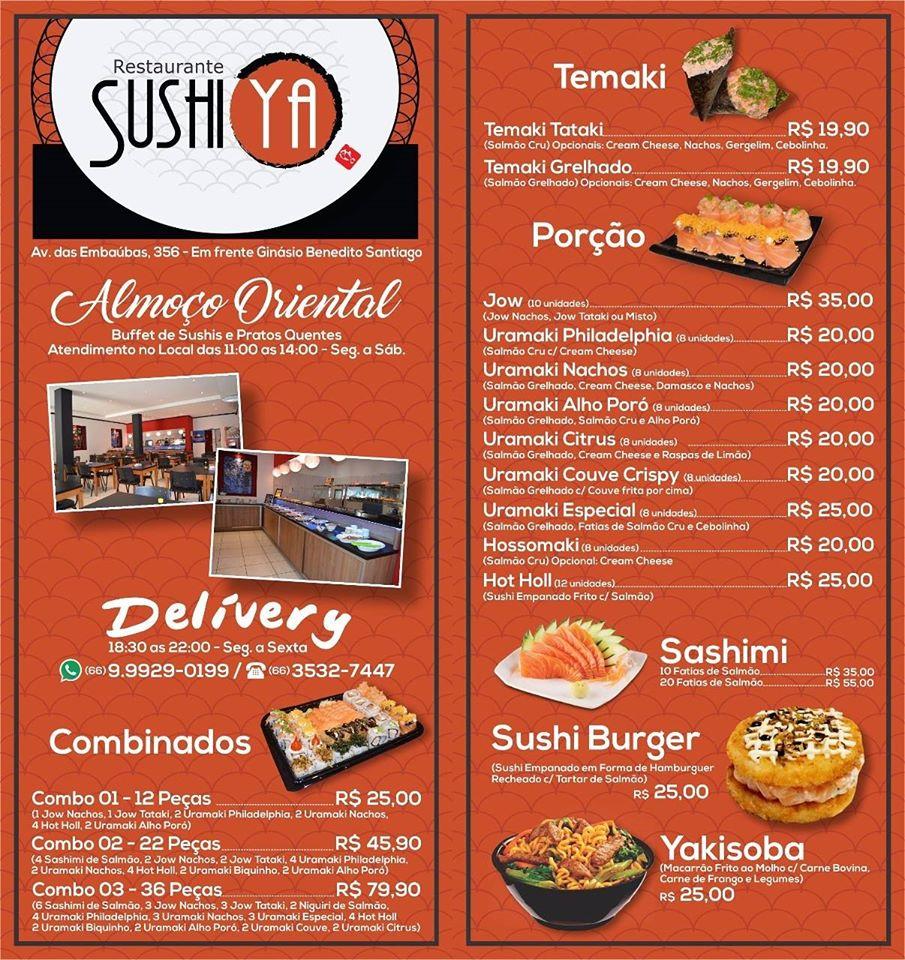 Restaurante
SUSHI YA
Av. das Embaúbas, 356 - Em frente Ginásio Benedito Santiago
Almoço Oriental
Buffet de Sushis e Pratos Quentes
Atendimento no Local das 11:00 as 14:00 - Seg. a Sáb.
Delivery
18:30 as 22:00 - Seg. a Sexta
(66) 9.9929-0199 / (66) 3532-7447
Combinados
Combo 01 - 12 Peças R$ 25,00
(1 Jow Nachos, 1 Jow Tataki, 2 Uramaki Philadelphia, 2 Uramaki Nachos,
4 Hot Holl, 2 Uramaki Alho Poró)
Combo 02 - 22 Peças R$ 45,90
(4 Sashimi de Salmão, 2 Jow Nachos, 2 Jow Tataki, 4 Uramaki Philadelphia,
2 Uramaki Nachos, 4 Hot Holl, 2 Uramaki Biquinho, 2 Uramaki Alho Poró)
Combo 03 - 36 Peças R$ 79,90
(6 Sashimi de Salmão, 3 Jow Nachos, 3 Jow Tataki, 2 Niguiri de Salmão,
4 Uramaki Philadelphia, 3 Uramaki Nachos, 3 Uramaki Especial, 4 Hot Holl
2 Uramaki Biquinho, 2 Uramaki Alho Poró, 2 Uramaki Couve, 2 Uramaki Citrus)
Temaki
Temaki Tataki R$ 19,90
(Salmão Cru) Opcionais: Cream Cheese, Nachos, Gergelim, Cebolinha.
Temaki Grelhado R$ 19,90
(Salmão Grelhado) Opcionais: Cream Cheese, Nachos, Gergelim, Cebolinha.
Porção
Jow (10 unidades) R$ 35,00
(Jow Nachos, Jow Tataki ou Misto)
Uramaki Philadelphia (8 unidades) R$ 20,00
(Salmão Cru c/ Cream Cheese)
Uramaki Nachos (8 unidades) R$ 20,00
(Salmão Grelhado, Cream Cheese, Damasco e Nachos)
Uramaki Alho Poró (8 unidades) R$ 20,00
(Salmão Grelhado, Salmão Cru e Alho Poró)
Uramaki Citrus (8 unidades) R$ 20,00
(Salmão Grelhado, Cream Cheese e Raspas de Limão)
Uramaki Couve Crispy (8 unidades) R$ 20,00
(Salmão Grelhado c/ Couve frita por cima)
Uramaki Especial (8 unidades) R$ 25,00
(Salmão Grelhado, Fatias de Salmão Cru e Cebolinha)
Hossomaki (8 unidades) R$ 20,00
(Salmão Cru) Opcional: Cream Cheese
Hot Holl (12 unidades) R$ 25,00
(Sushi Empanado Frito c/ Salmão)
Sashimi
10 Fatias de Salmão R$ 35,00
20 Fatias de Salmão R$ 55,00
Sushi Burger
(Sushi Empanado em Forma de Hamburguer
Recheado c/ Tartar de Salmão)
R$ 25,00
Yakisoba
(Macarrão Frito ao Molho c/ Carne Bovina,
Carne de Frango e Legumes)
R$ 25,00